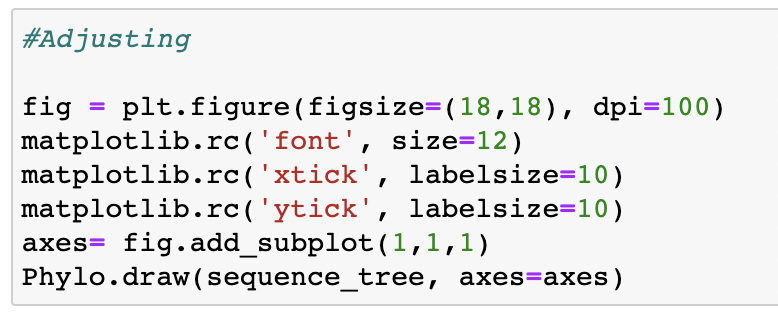 #Adjusting
fig = plt.figure(figsize=(18,18), dpi=100)
matplotlib.rc('font', size=12)
matplotlib.rc('xtick', labelsize=10)
matplotlib.rc('ytick', labelsize=10)
axes= fig.add_subplot(1,1,1)
Phylo.draw(sequence_tree, axes=axes)